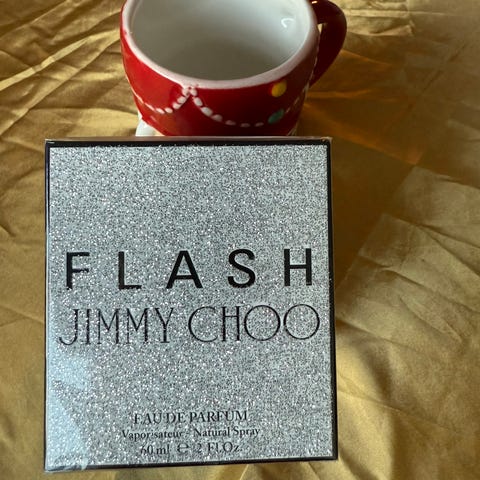 FLASH
JIMMY CHOO
EAU DE PARFUM
Vaporisateur - Natural Spray
60 ml ℮ 2 Fl.Oz.